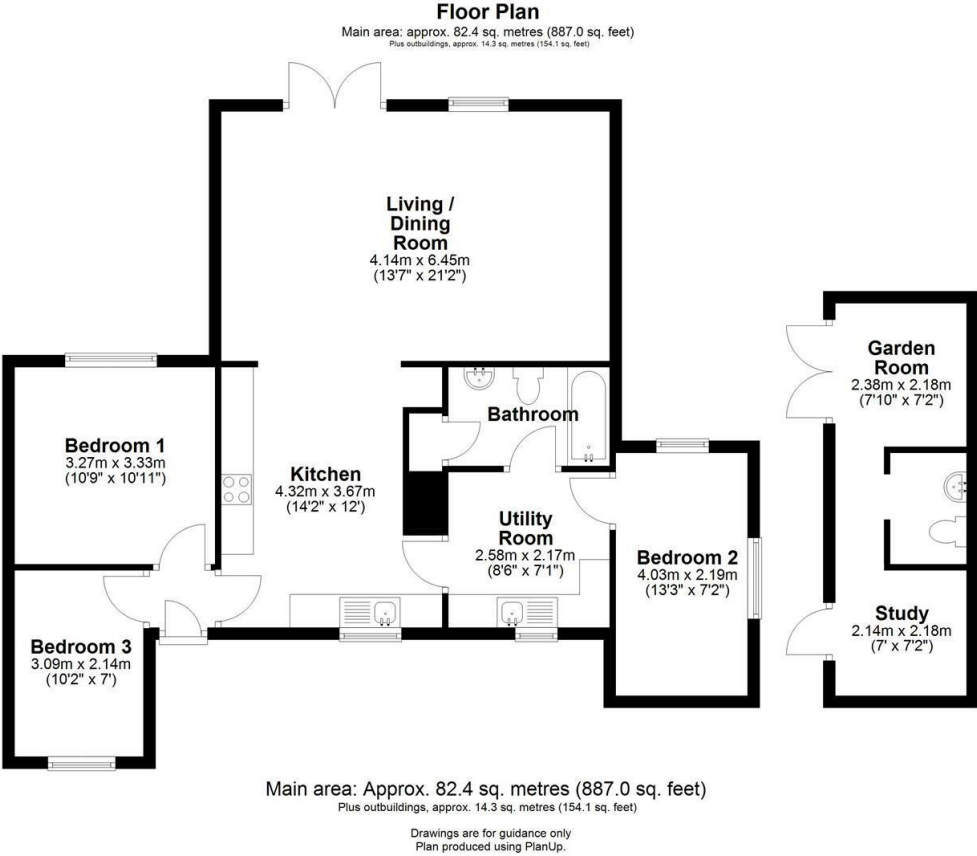 Floor Plan
Main area: approx. 82.4 sq. metres (887.0 sq. feet)
Plus outbuildings, approx. 14.3 sq. metres (154.1 sq. feet)
Living /
Dining
Room
4.14m x 6.45m
(13'7" x 21'2")
Garden
Room
2.38m x 2.18m
(7'10" x 7'2")
Bathroom
Bedroom 1
3.27m x 3.33m
(10'9" x 10'11")
Kitchen
4.32m x 3.67m
(14'2" x 12')
Utility
Room
2.58m x 2.17m
(8'6" x 7'1")
Bedroom 2
4.03m x 2.19m
(13'3" x 7'2")
Study
2.14m x 2.18m
(7' x 7'2")
Bedroom 3
3.09m x 2.14m
(10'2" x 7')
Main area: Approx. 82.4 sq. metres (887.0 sq. feet)
Plus outbuildings, approx. 14.3 sq. metres (154.1 sq. feet)
Drawings are for guidance only
Plan produced using PlanUp.